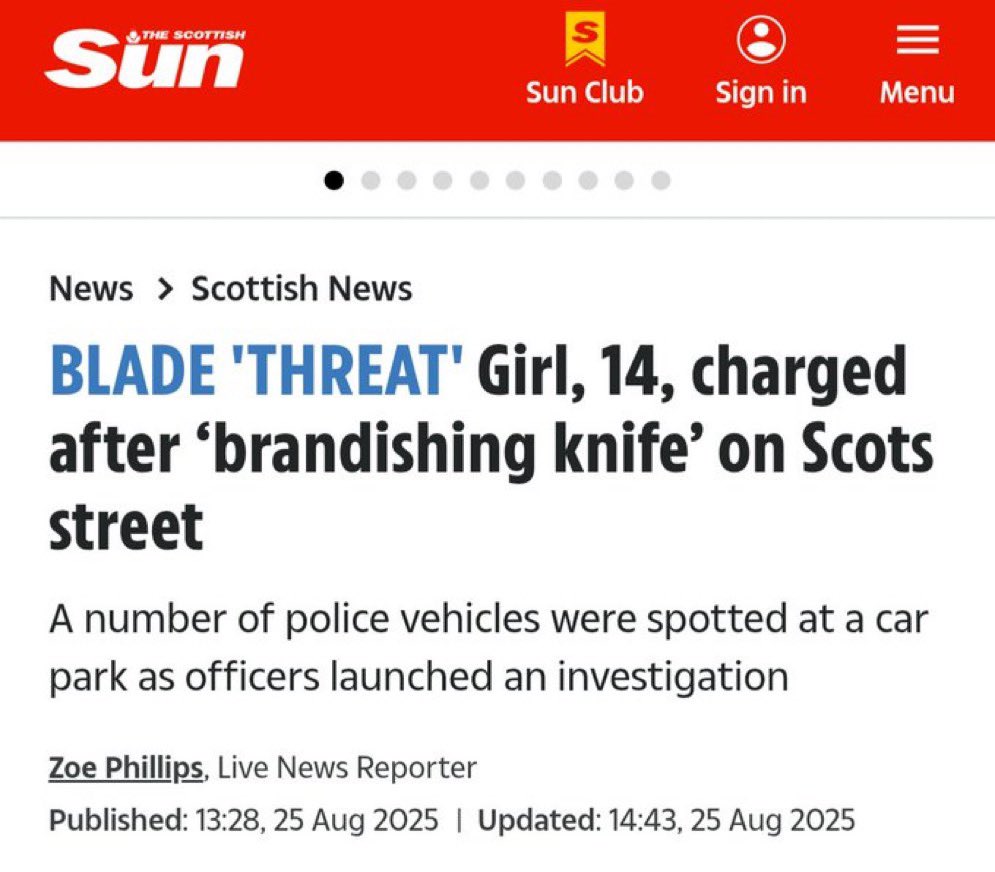 THE SCOTTISH
Sun
S
Sun Club
Sign in
Menu
News > Scottish News
BLADE 'THREAT' Girl, 14, charged
after ‘brandishing knife’ on Scots
street
A number of police vehicles were spotted at a car
park as officers launched an investigation
Zoe Phillips, Live News Reporter
Published: 13:28, 25 Aug 2025 | Updated: 14:43, 25 Aug 2025